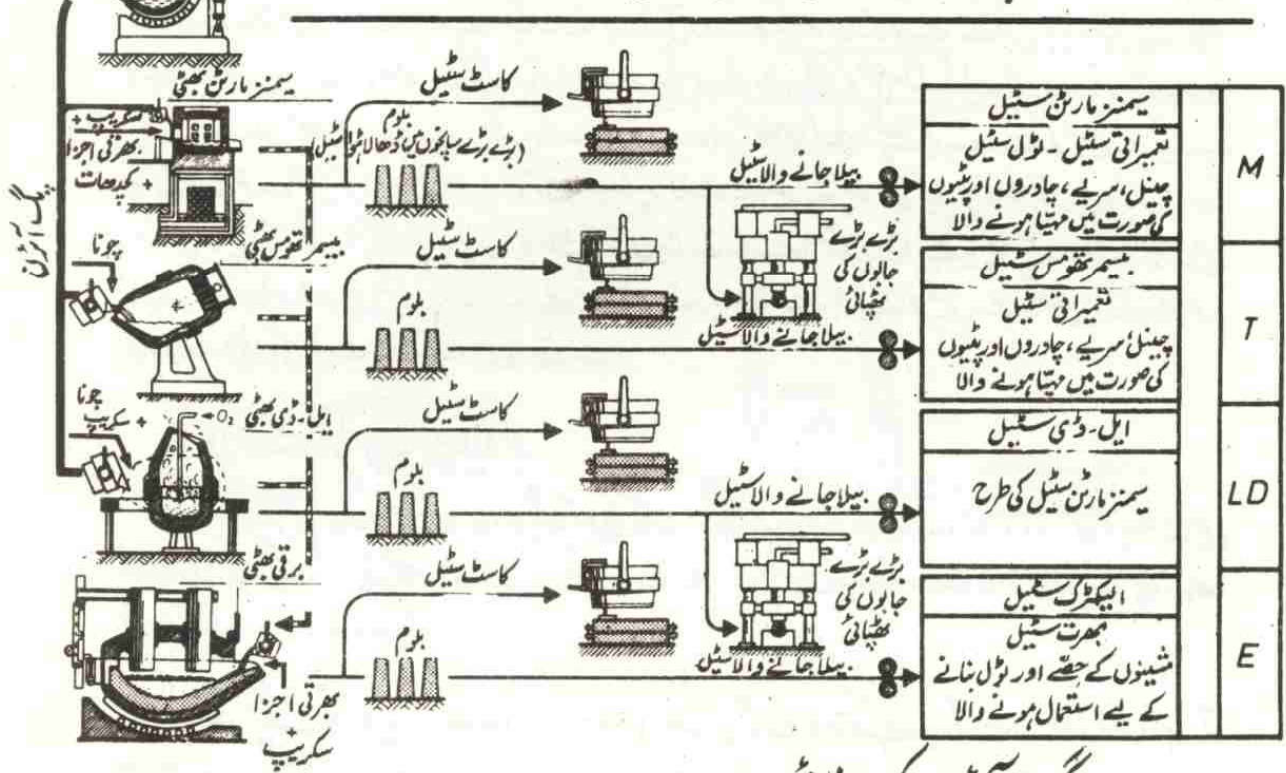 سیمنز مارٹن بھٹی
کاسٹ سٹیل
سکریپ +
بھرتی اجزا
+ کچدھات
بلوم
(بڑے بڑے سانچوں میں ڈھالا ہوا سٹیل)
بیلا جانے والا سٹیل
پگ آئرن
سیمنز مارٹن سٹیل
تعمیراتی سٹیل - ٹول سٹیل
چینل، سریے، چادروں اور پٹیوں
کی صورت میں مہیا ہونے والا
M
چونا
بیسمر تھومس بھٹی
کاسٹ سٹیل
بلوم
بڑے بڑے
جابوں کی
ٹھپائی
بیلا جانے والا سٹیل
بیسمر تھومس سٹیل
تعمیراتی سٹیل
چینل، سریے، چادروں اور پٹیوں
کی صورت میں مہیا ہونے والا
T
چونا
+ سکریپ
O₂
ایل - ڈی بھٹی
کاسٹ سٹیل
بلوم
بیلا جانے والا سٹیل
ایل - ڈی سٹیل
سیمنز مارٹن سٹیل کی طرح
LD
برقی بھٹی
کاسٹ سٹیل
بلوم
بڑے بڑے
جابوں کی
ٹھپائی
بیلا جانے والا سٹیل
بھرتی اجزا
+
سکریپ
الیکٹرک سٹیل
بھرت سٹیل
مشینوں کے حصے اور ٹول بنانے
کے لیے استعمال ہونے والا
E